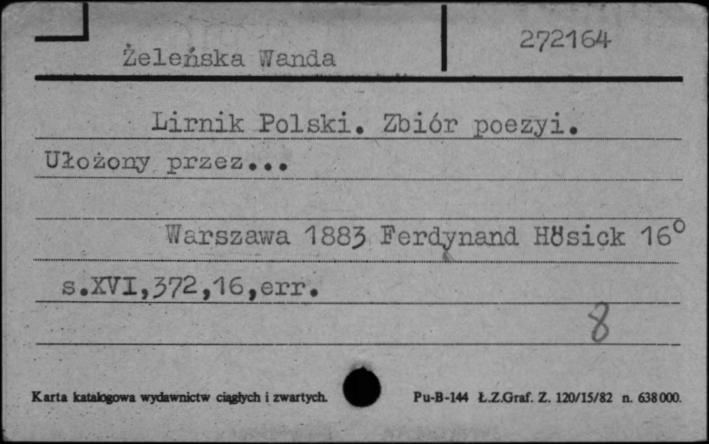 Żeleńska Wanda
272164
Lirnik Polski. Zbiór poezyi.
Ułożony przez...
Warszawa 1883 Ferdynand Hösick 16°
s.XVI,372,16,err.
8
Karta katalogowa wydawnictw ciągłych i zwartych.
Pu-B-144 Ł.Z.Graf. Z. 120/15/82 n. 638000.